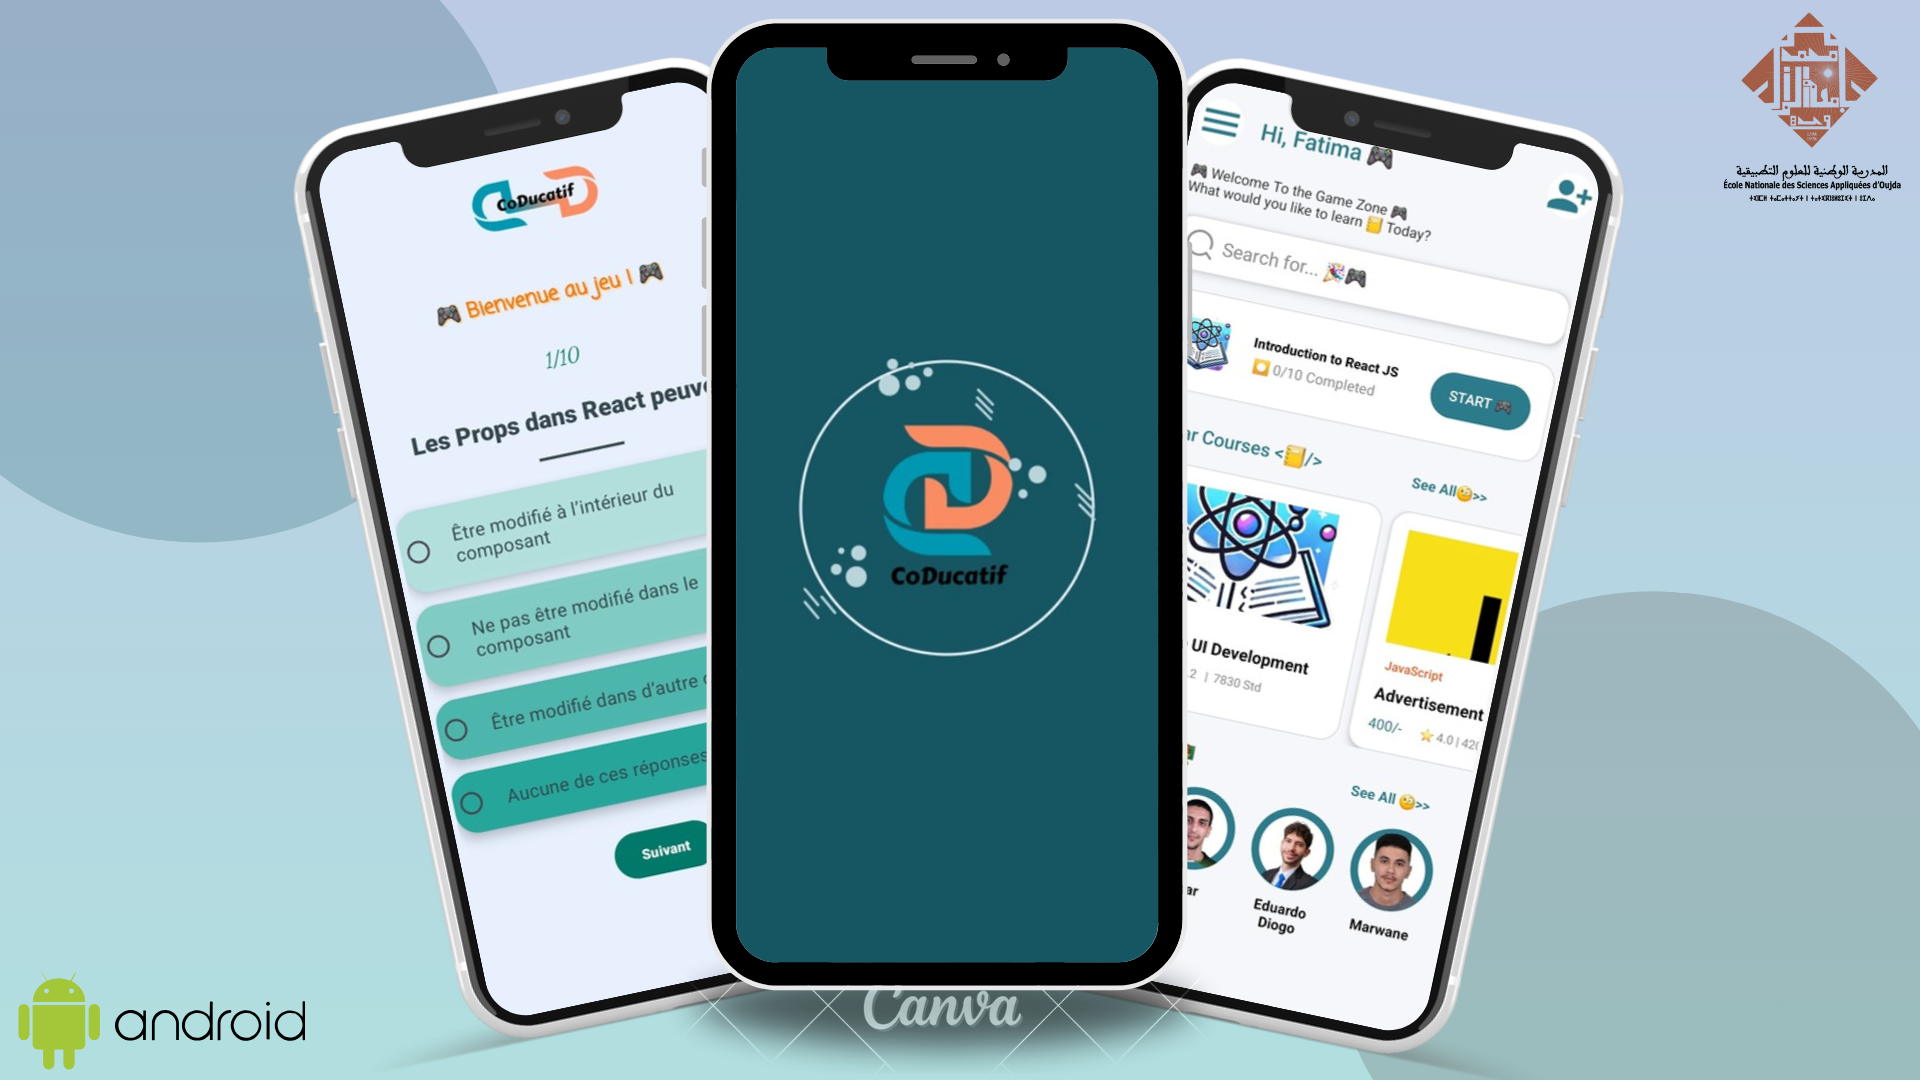 CoDucatif
🎮 Bienvenue au jeu ! 🎮
1/10
Les Props dans React
Être modifié à l'intérieur du
composant
Ne pas être modifié dans le
composant
Être modifié dans d'autre
Aucune de ces réponses
Suivant
CoDucatif
Hi, Fatima 🎮
🎮 Welcome To the Game Zone 🎮
What would you like to learn 📒 Today?
Search for... 🎉🎮
Introduction to React JS
0/10 Completed
START 🎮
Courses <📒/>
See All🧐>>
UI Development
| 7830 Std
JavaScript
Advertisement
400/-
⭐ 4.0 |
See All 🧐>>
Eduardo
Diogo
Marwane
المدرسة الوطنية للعلوم التطبيقية
École Nationale des Sciences Appliquées d'Oujda
android
Canva